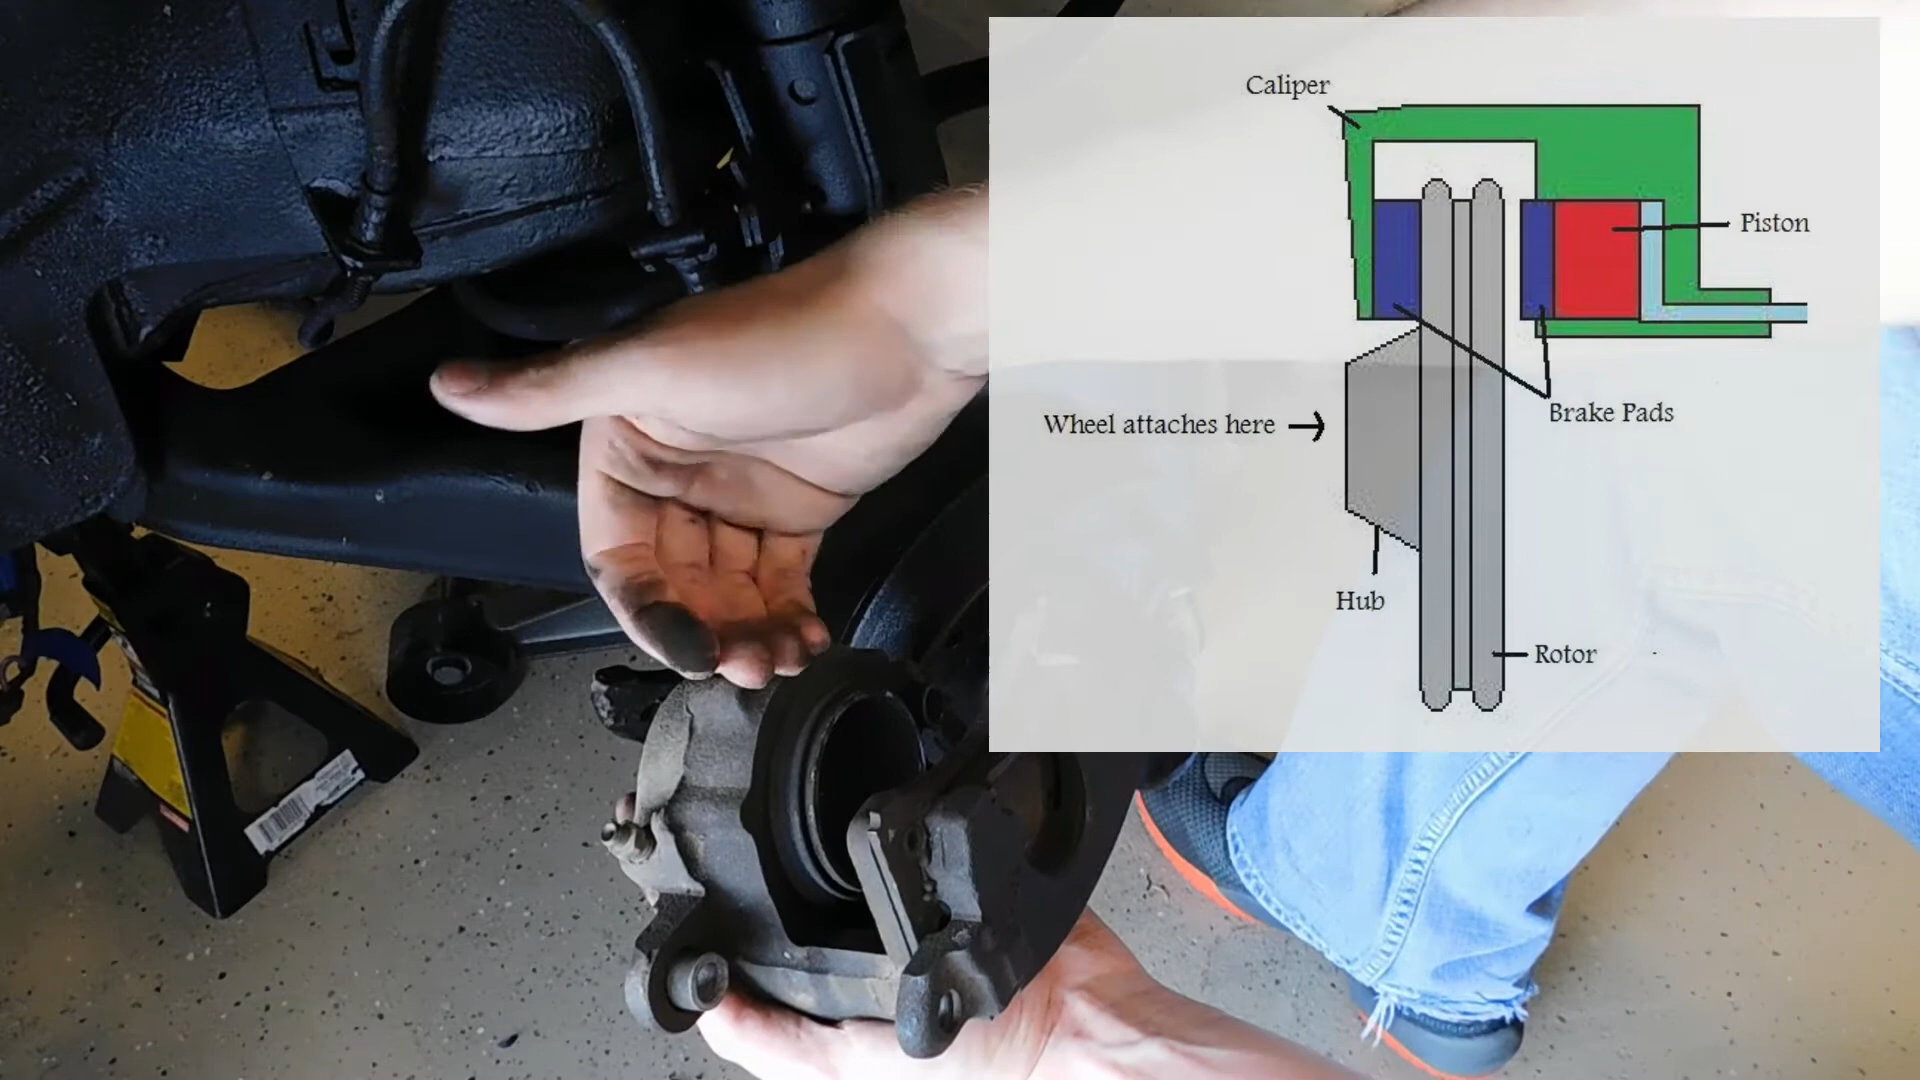 Caliper
Piston
Brake Pads
Wheel attaches here
Hub
Rotor